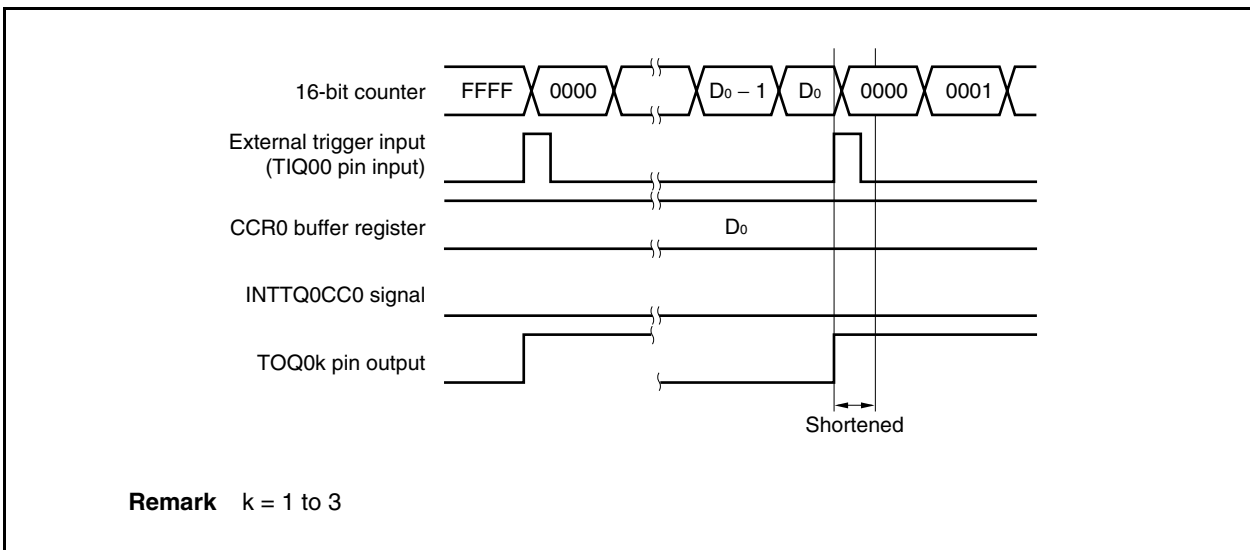 16-bit counter FFFF 0000 D0 − 1 D0 0000 0001
External trigger input
(TIQ00 pin input)
CCR0 buffer register D0
INTTQ0CC0 signal
TOQ0k pin output
Shortened
Remark k = 1 to 3